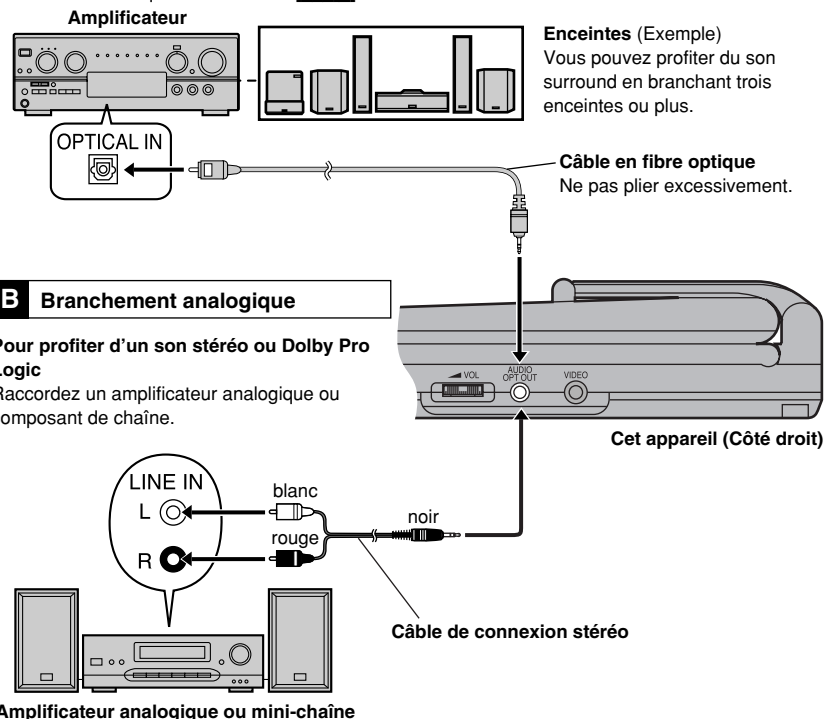 Amplificateur
Enceintes (Exemple)
Vous pouvez profiter du son
surround en branchant trois
enceintes ou plus.
OPTICAL IN
Câble en fibre optique
Ne pas plier excessivement.
B Branchement analogique
Pour profiter d'un son stéréo ou Dolby Pro
Logic
Raccordez un amplificateur analogique ou
composant de chaîne.
VOL
AUDIO
OPT OUT
VIDEO
Cet appareil (Côté droit)
LINE IN
L
R
blanc
rouge
noir
Câble de connexion stéréo
Amplificateur analogique ou mini-chaîne